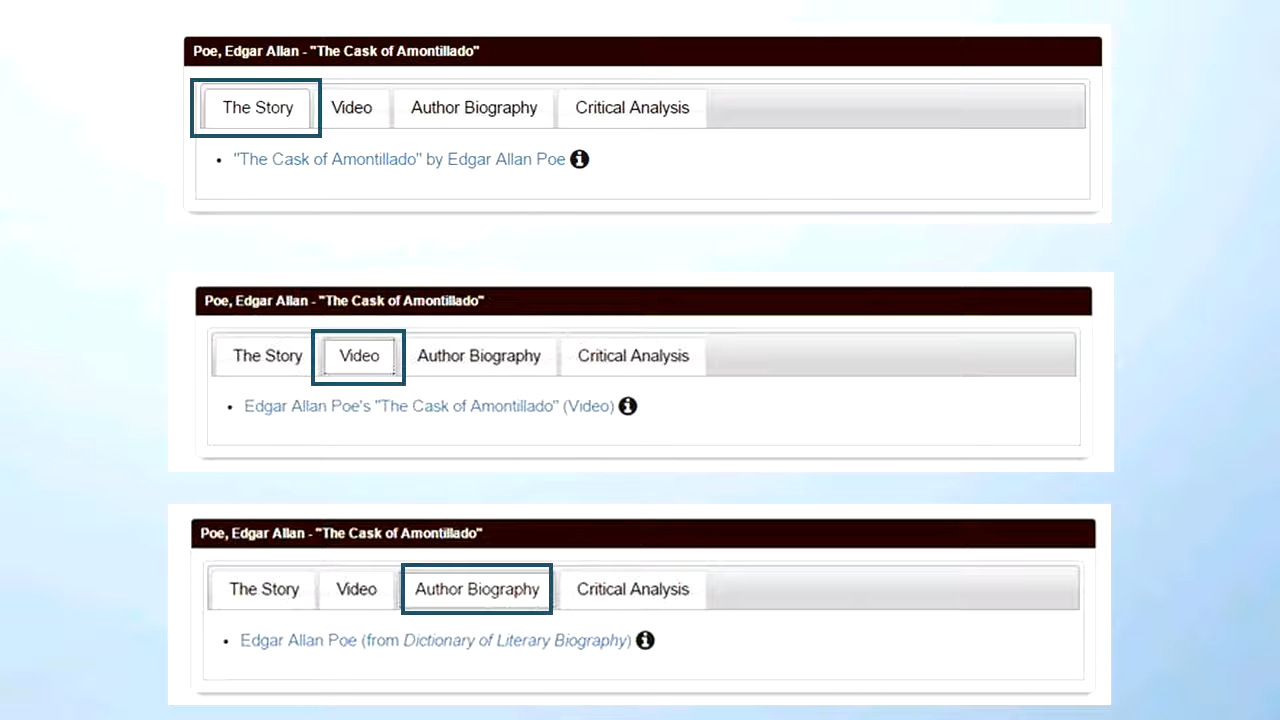 Poe, Edgar Allan - "The Cask of Amontillado"
The Story Video Author Biography Critical Analysis
• "The Cask of Amontillado" by Edgar Allan Poe
Poe, Edgar Allan - "The Cask of Amontillado"
The Story Video Author Biography Critical Analysis
• Edgar Allan Poe's "The Cask of Amontillado" (Video)
Poe, Edgar Allan - "The Cask of Amontillado"
The Story Video Author Biography Critical Analysis
• Edgar Allan Poe (from Dictionary of Literary Biography)